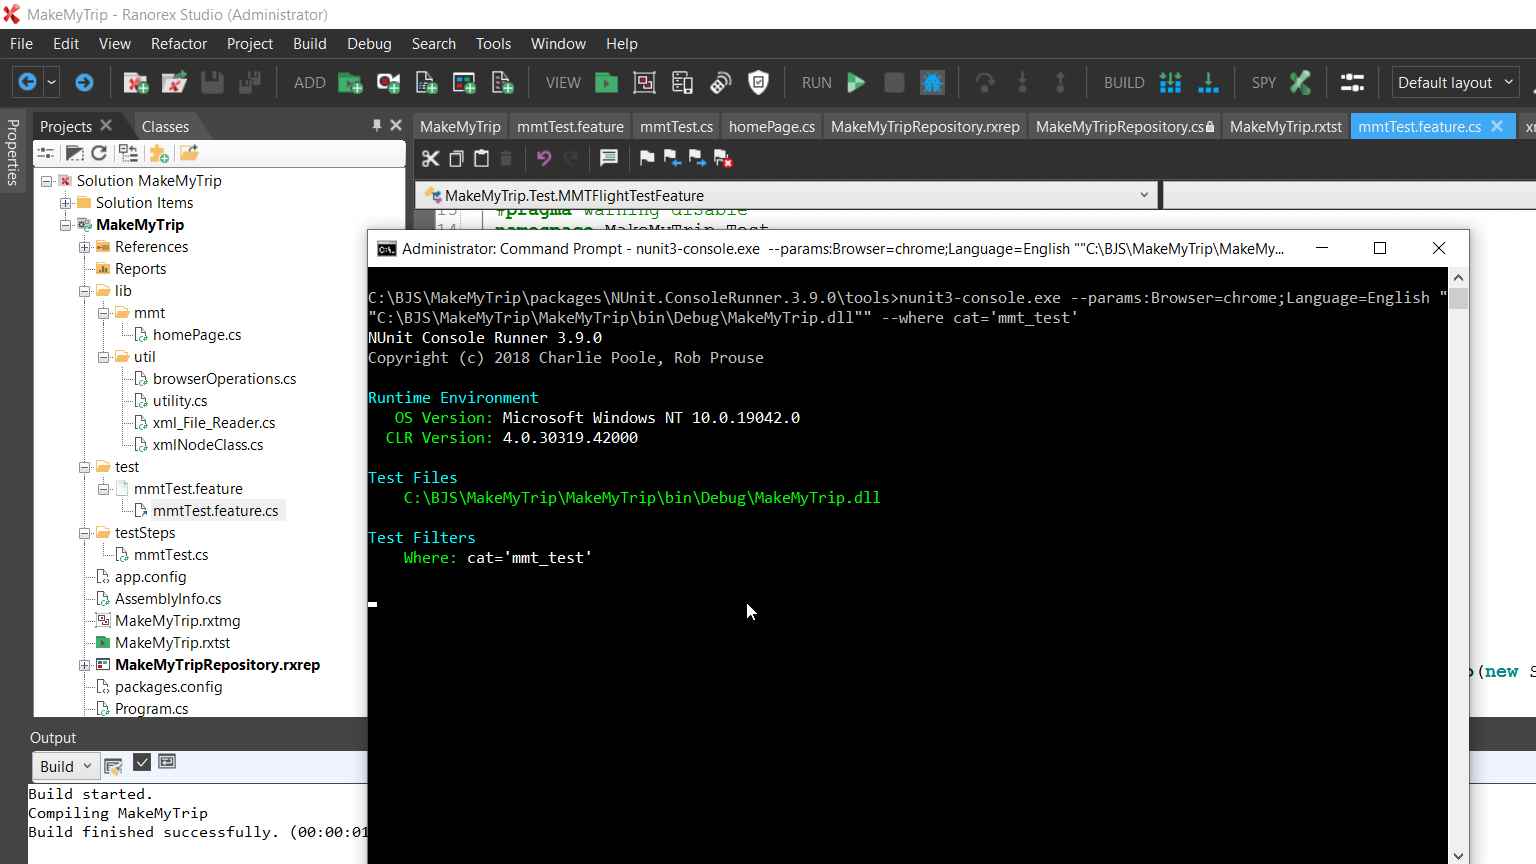 MakeMyTrip - Ranorex Studio (Administrator)
File Edit View Refactor Project Build Debug Search Tools Window Help
ADD VIEW RUN BUILD SPY Default layout
Properties
Projects Classes
MakeMyTrip mmtTest.feature mmtTest.cs homePage.cs MakeMyTripRepository.rxrep MakeMyTripRepository.cs MakeMyTrip.rxtst mmtTest.feature.cs
MakeMyTrip.Test.MMTFlightTestFeature
#pragma warning disable
14 namespace MakeMyTrip.Test
Solution MakeMyTrip
Solution Items
MakeMyTrip
References
Reports
lib
mmt
homePage.cs
util
browserOperations.cs
utility.cs
xml_File_Reader.cs
xmlNodeClass.cs
test
mmtTest.feature
mmtTest.feature.cs
testSteps
mmtTest.cs
app.config
AssemblyInfo.cs
MakeMyTrip.rxtmg
MakeMyTrip.rxtst
MakeMyTripRepository.rxrep
packages.config
Program.cs
Administrator: Command Prompt - nunit3-console.exe --params:Browser=chrome;Language=English ""C:\BJS\MakeMyTrip\MakeMy...
C:\BJS\MakeMyTrip\packages\NUnit.ConsoleRunner.3.9.0\tools>nunit3-console.exe --params:Browser=chrome;Language=English "
"C:\BJS\MakeMyTrip\MakeMyTrip\bin\Debug\MakeMyTrip.dll"" --where cat='mmt_test'
NUnit Console Runner 3.9.0
Copyright (c) 2018 Charlie Poole, Rob Prouse
Runtime Environment
OS Version: Microsoft Windows NT 10.0.19042.0
CLR Version: 4.0.30319.42000
Test Files
C:\BJS\MakeMyTrip\MakeMyTrip\bin\Debug\MakeMyTrip.dll
Test Filters
Where: cat='mmt_test'
(new S
Output
Build
Build started.
Compiling MakeMyTrip
Build finished successfully. (00:00:01